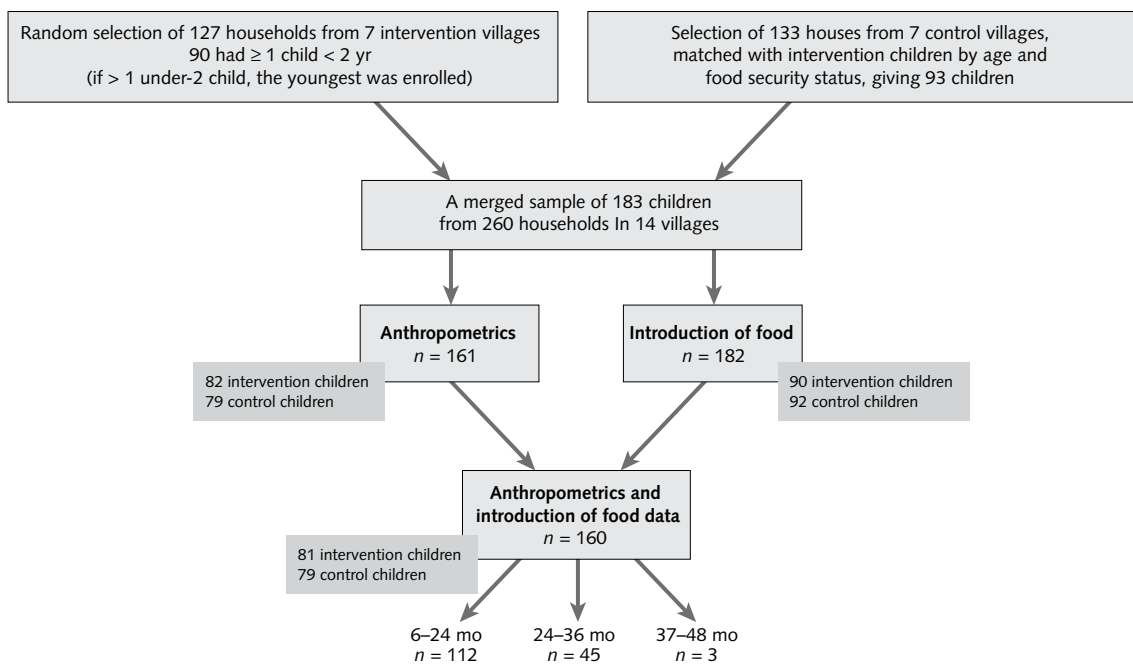 Random selection of 127 households from 7 intervention villages
90 had ≥ 1 child < 2 yr
(if > 1 under-2 child, the youngest was enrolled)
Selection of 133 houses from 7 control villages,
matched with intervention children by age and
food security status, giving 93 children
A merged sample of 183 children
from 260 households In 14 villages
Anthropometrics
n = 161
82 intervention children
79 control children
Introduction of food
n = 182
90 intervention children
92 control children
Anthropometrics and
introduction of food data
n = 160
81 intervention children
79 control children
6–24 mo
n = 112
24–36 mo
n = 45
37–48 mo
n = 3